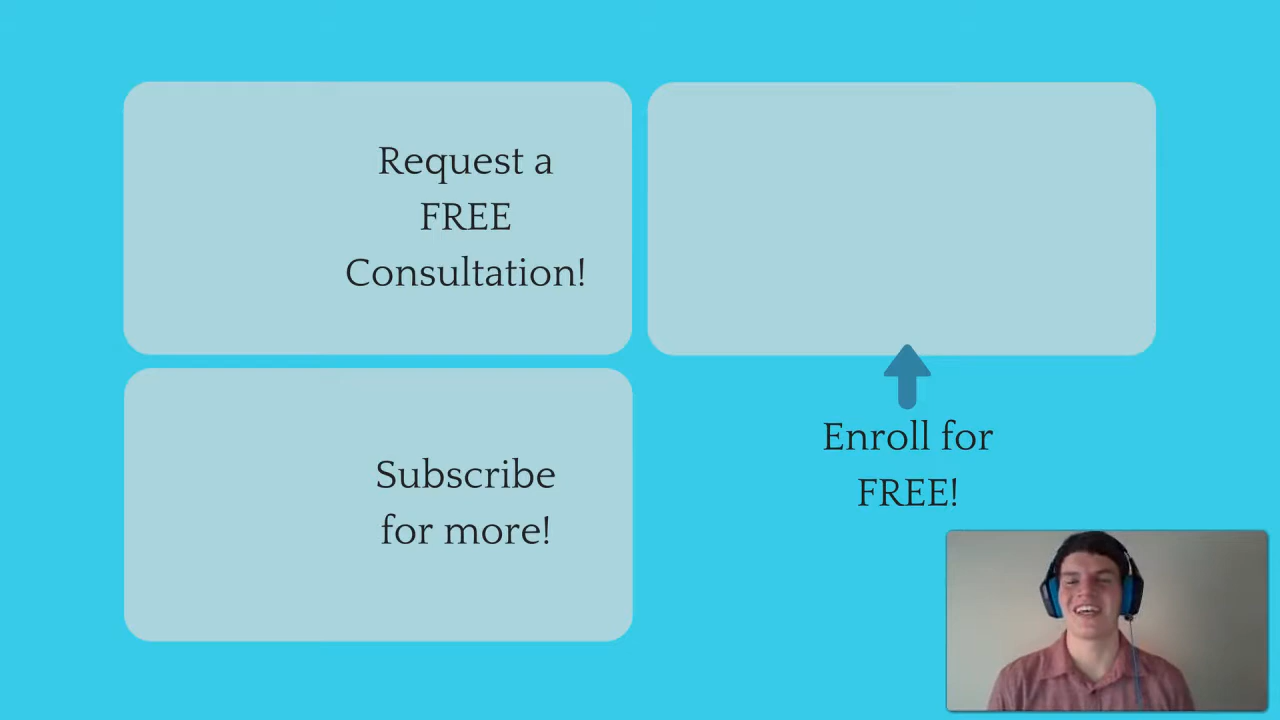 Request a
FREE
Consultation!
Enroll for
FREE!
Subscribe
for more!